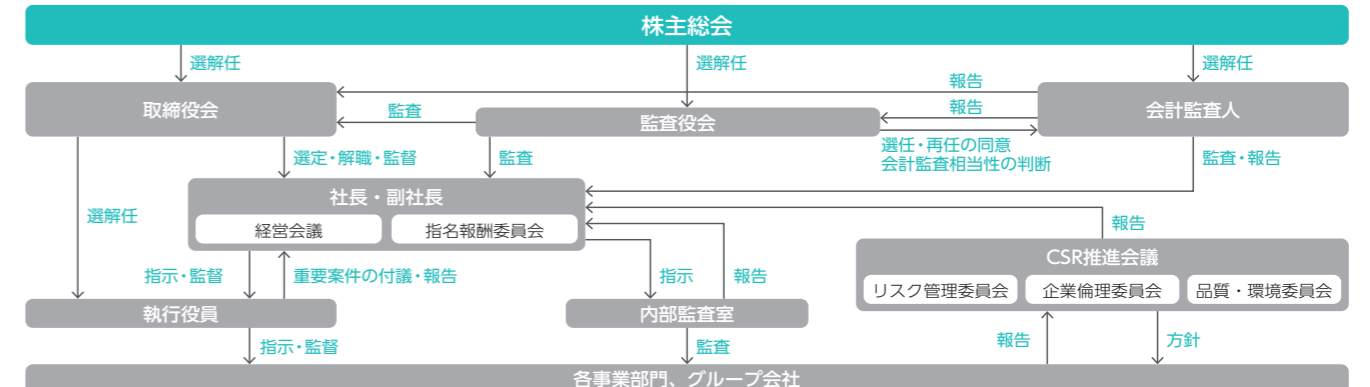 株主総会
選解任
選解任
選解任
報告
取締役会
監査
監査役会
報告
会計監査人
選定・解職・監督
監査
選任・再任の同意
会計監査相当性の判断
監査・報告
社長・副社長
経営会議
指名報酬委員会
選解任
報告
CSR推進会議
リスク管理委員会
企業倫理委員会
品質・環境委員会
指示・監督
重要案件の付議・報告
指示
報告
執行役員
内部監査室
指示・監督
監査
報告
方針
各事業部門、グループ会社